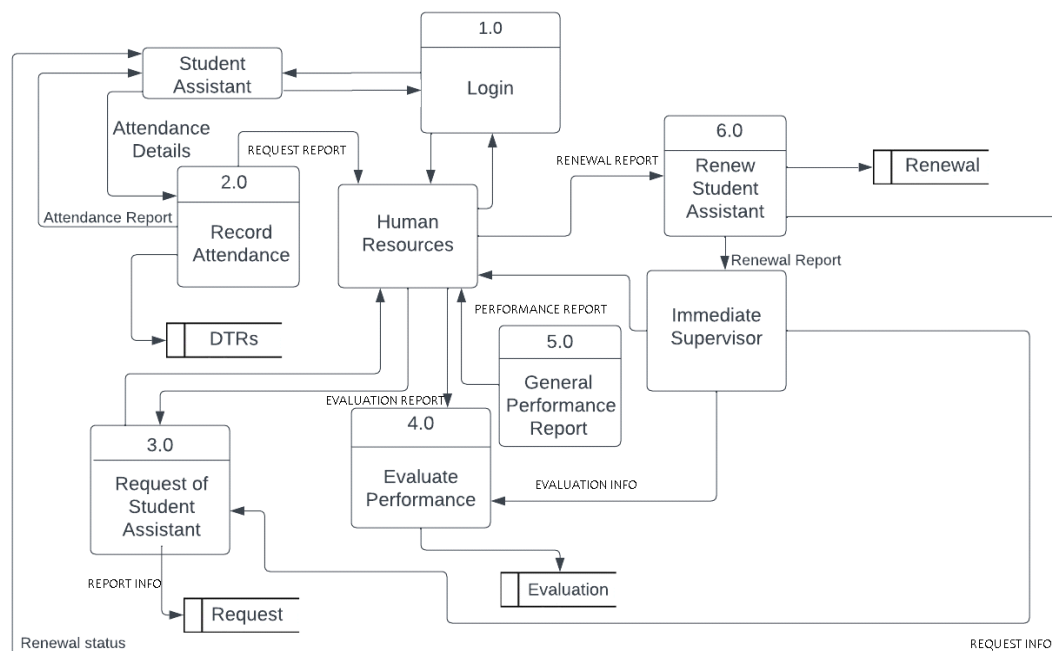 1.0
Login
Student
Assistant
Attendance
Details
REQUEST REPORT
2.0
Record
Attendance
Attendance Report
DTRs
Human
Resources
RENEWAL REPORT
6.0
Renew
Student
Assistant
Renewal
Renewal Report
Immediate
Supervisor
PERFORMANCE REPORT
5.0
General
Performance
Report
EVALUATION REPORT
4.0
Evaluate
Performance
EVALUATION INFO
3.0
Request of
Student
Assistant
REPORT INFO
Request
Evaluation
Renewal status
REQUEST INFO